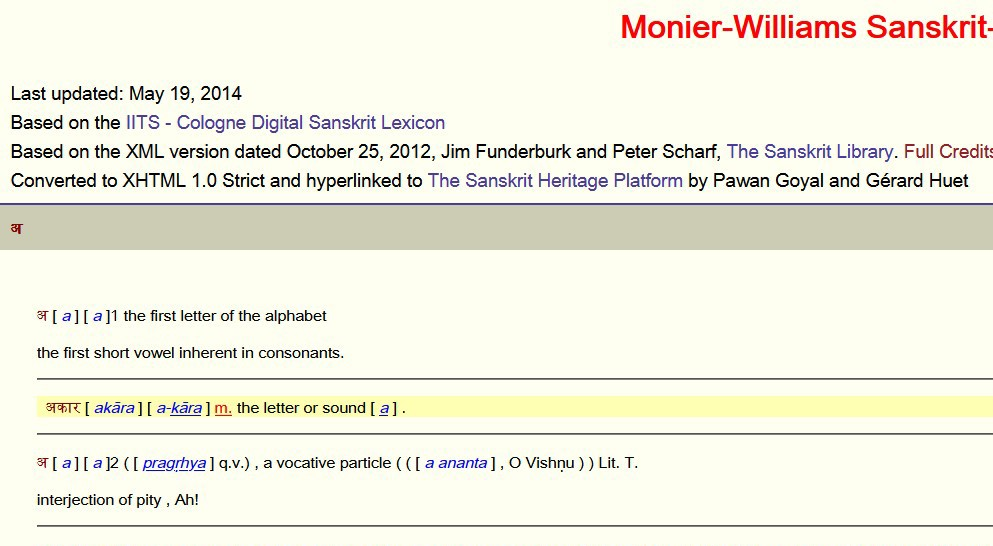 Monier-Williams Sanskrit-
Last updated: May 19, 2014
Based on the IITS - Cologne Digital Sanskrit Lexicon
Based on the XML version dated October 25, 2012, Jim Funderburk and Peter Scharf, The Sanskrit Library. Full Credits
Converted to XHTML 1.0 Strict and hyperlinked to The Sanskrit Heritage Platform by Pawan Goyal and Gérard Huet
अ
अ [ a ] [ a ]1 the first letter of the alphabet
the first short vowel inherent in consonants.
अकार [ akāra ] [ a-kāra ] m. the letter or sound [ a ] .
अ [ a ] [ a ]2 ( [ pragṛhya ] q.v.) , a vocative particle ( ( [ a ananta ] , O Vishṇu ) ) Lit. T.
interjection of pity , Ah!